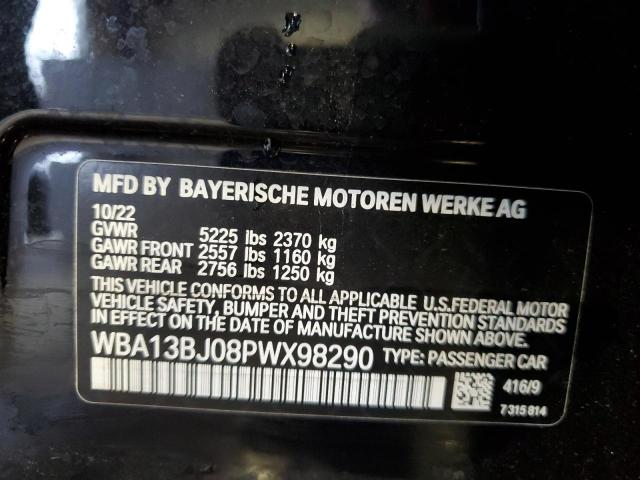 MFD BY BAYERISCHE MOTOREN WERKE AG
10/22
GVWR 5225 lbs 2370 kg
GAWR FRONT 2557 lbs 1160 kg
GAWR REAR 2756 lbs 1250 kg
THIS VEHICLE CONFORMS TO ALL APPLICABLE U.S.FEDERAL MOTOR
VEHICLE SAFETY, BUMPER AND THEFT PREVENTION STANDARDS
IN EFFECT ON THE DATE OF MANUFACTURE SHOWN ABOVE.
WBA13BJ08PWX98290 TYPE: PASSENGER CAR
416/9
7315814